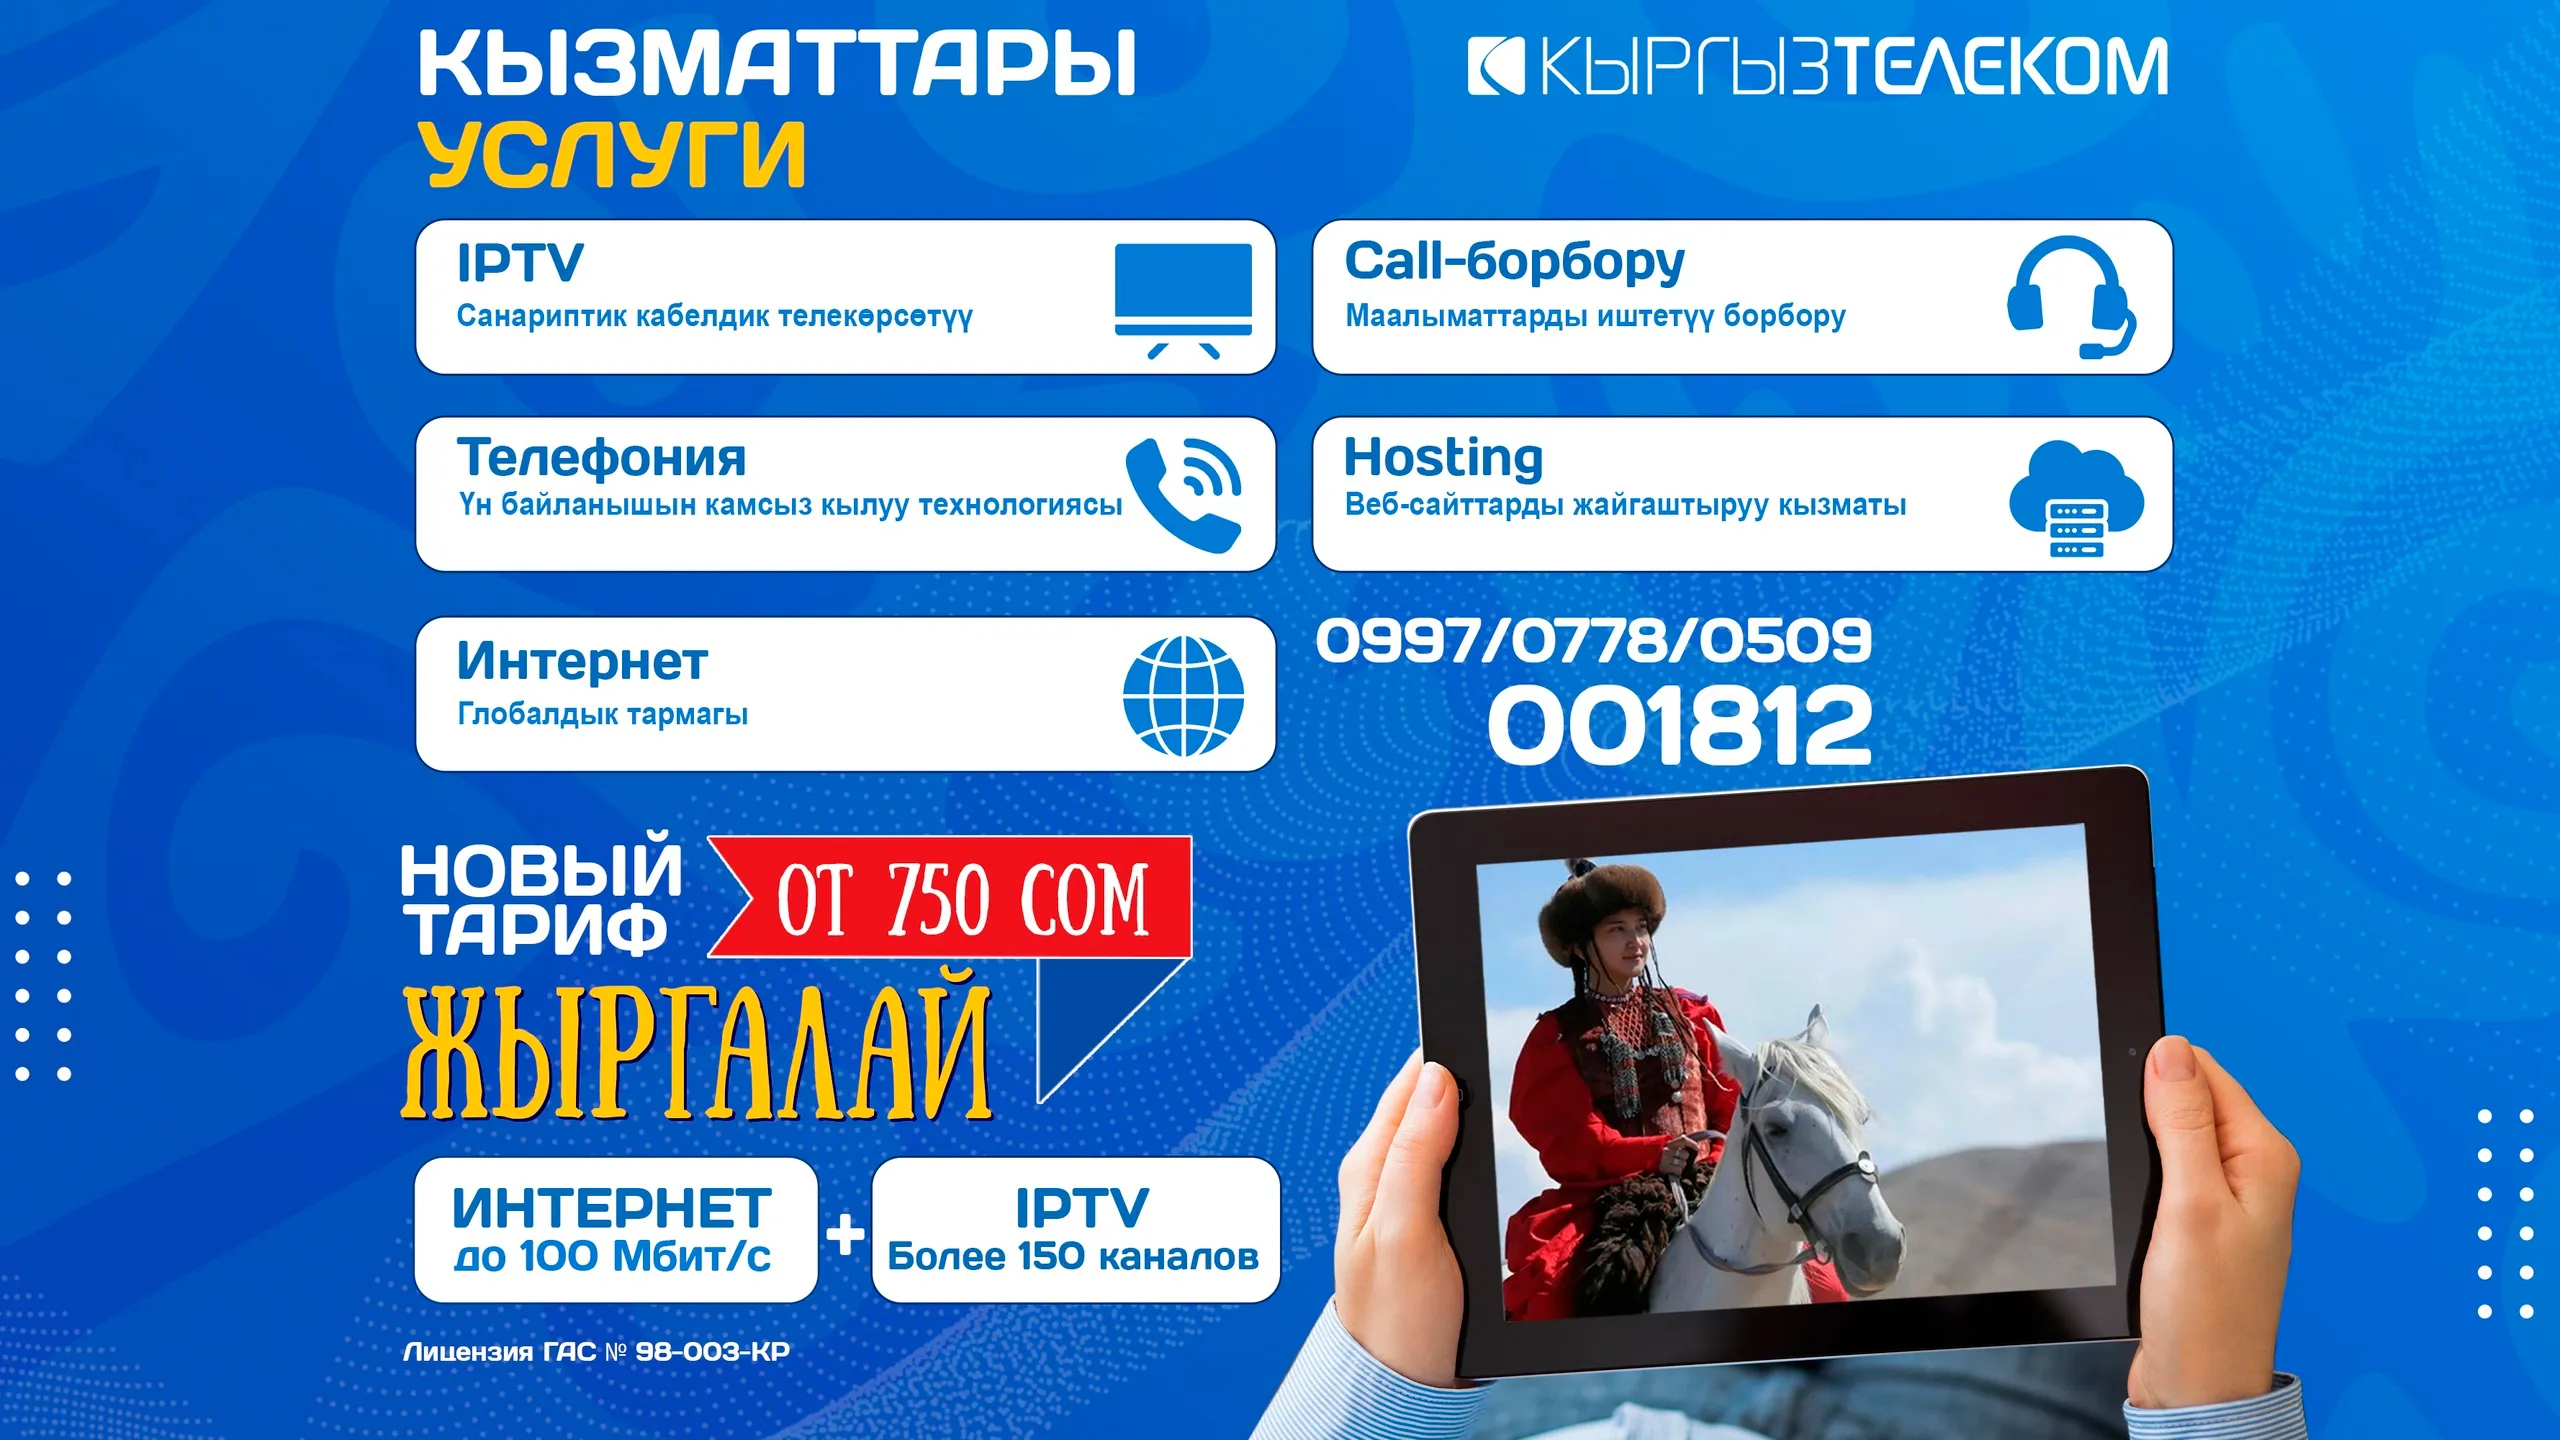 КЫЗМАТТАРЫ
УСЛУГИ
КЫРГЫЗТЕЛЕКОМ
IPTV
Санариптик кабелдик телекөрсөтүү
Call-борбору
Маалыматтарды иштетүү борбору
Телефония
Үн байланышын камсыз кылуу технологиясы
Hosting
Веб-сайттарды жайгаштыруу кызматы
Интернет
Глобалдык тармагы
0997/0778/0509
001812
НОВЫЙ
ТАРИФ
ОТ 750 СОМ
ЖЫРГАЛАЙ
ИНТЕРНЕТ
до 100 Мбит/с
+
IPTV
Более 150 каналов
Лицензия ГАС № 98-003-КР